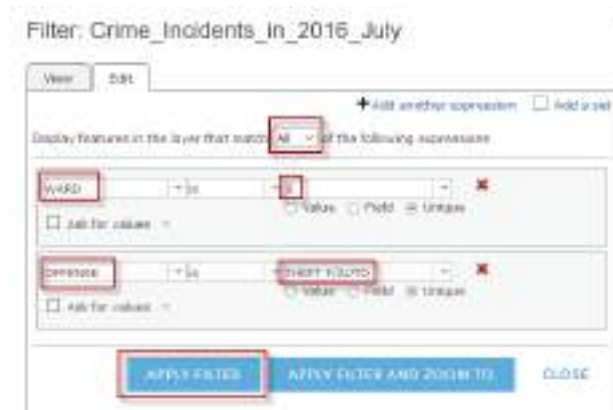 Filter: Crime_Incidents_in_2016_July
View Edit
Add another expression Add a set
Display features in the layer that match All of the following expressions
WARD is
Value Field Unique
Ask for values
OFFENSE is THEFT F/AUTO
Value Field Unique
Ask for values
APPLY FILTER APPLY FILTER AND ZOOM TO CLOSE